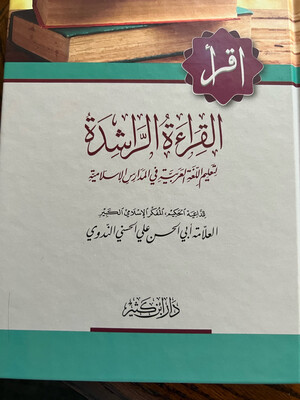 اقرأ
القراءة الراشدة
لتعليم اللغة العربية في المدارس الإسلامية
للداعية الحكيم، المفكر الإسلامي الكبير
العلامة أبي الحسن علي الحسني الندوي
دار ابن كثير